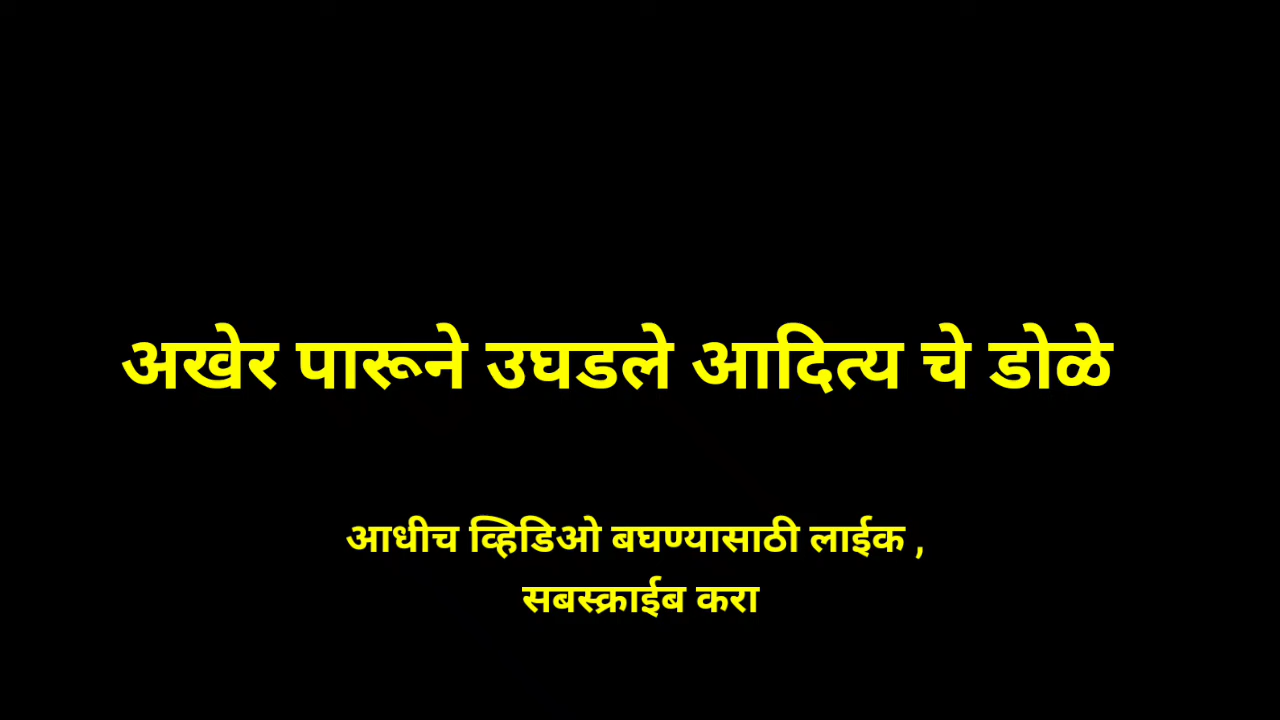 अखेर पारूने उघडले आदित्य चे डोळे
आधीच व्हिडिओ बघण्यासाठी लाईक ,
सबस्क्राईब करा